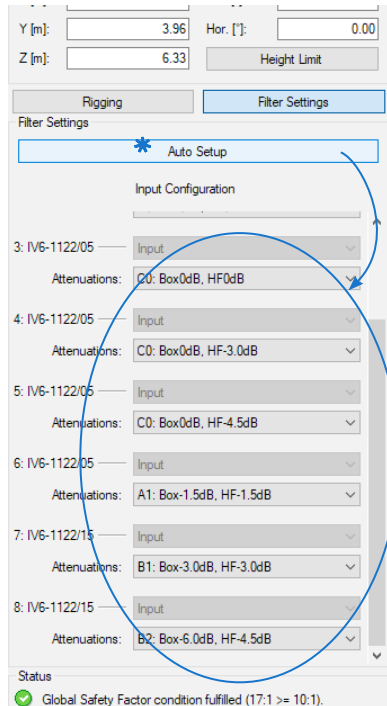 Y [m]: 3.96 Hor. [°]: 0.00
Z [m]: 6.33 Height Limit
Rigging Filter Settings
Filter Settings
Auto Setup
Input Configuration
3: IV6-1122/05 Input
Attenuations: C0: Box0dB, HF0dB
4: IV6-1122/05 Input
Attenuations: C0: Box0dB, HF-3.0dB
5: IV6-1122/05 Input
Attenuations: C0: Box0dB, HF-4.5dB
6: IV6-1122/05 Input
Attenuations: A1: Box-1.5dB, HF-1.5dB
7: IV6-1122/15 Input
Attenuations: B1: Box-3.0dB, HF-3.0dB
8: IV6-1122/15 Input
Attenuations: B2: Box-6.0dB, HF-4.5dB
Status
Global Safety Factor condition fulfilled (17:1 >= 10:1).